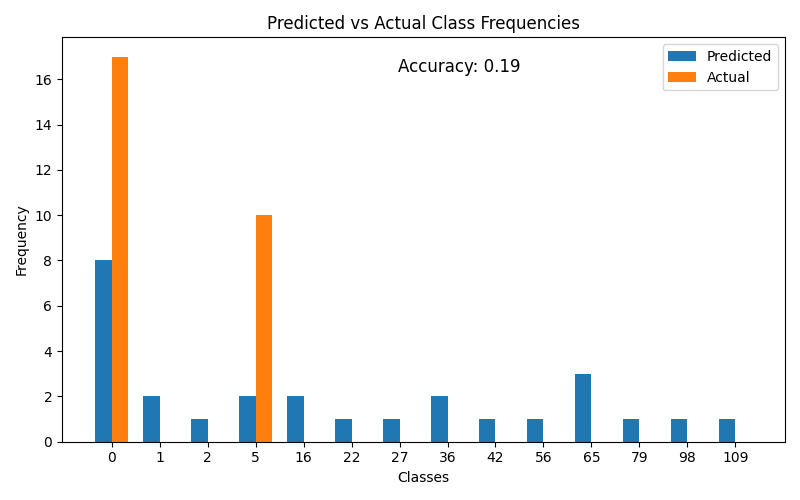 Predicted vs Actual Class Frequencies
Accuracy: 0.19
Predicted
Actual
16
14
12
10
8
6
4
2
0
Frequency
0 1 2 5 16 22 27 36 42 56 65 79 98 109
Classes